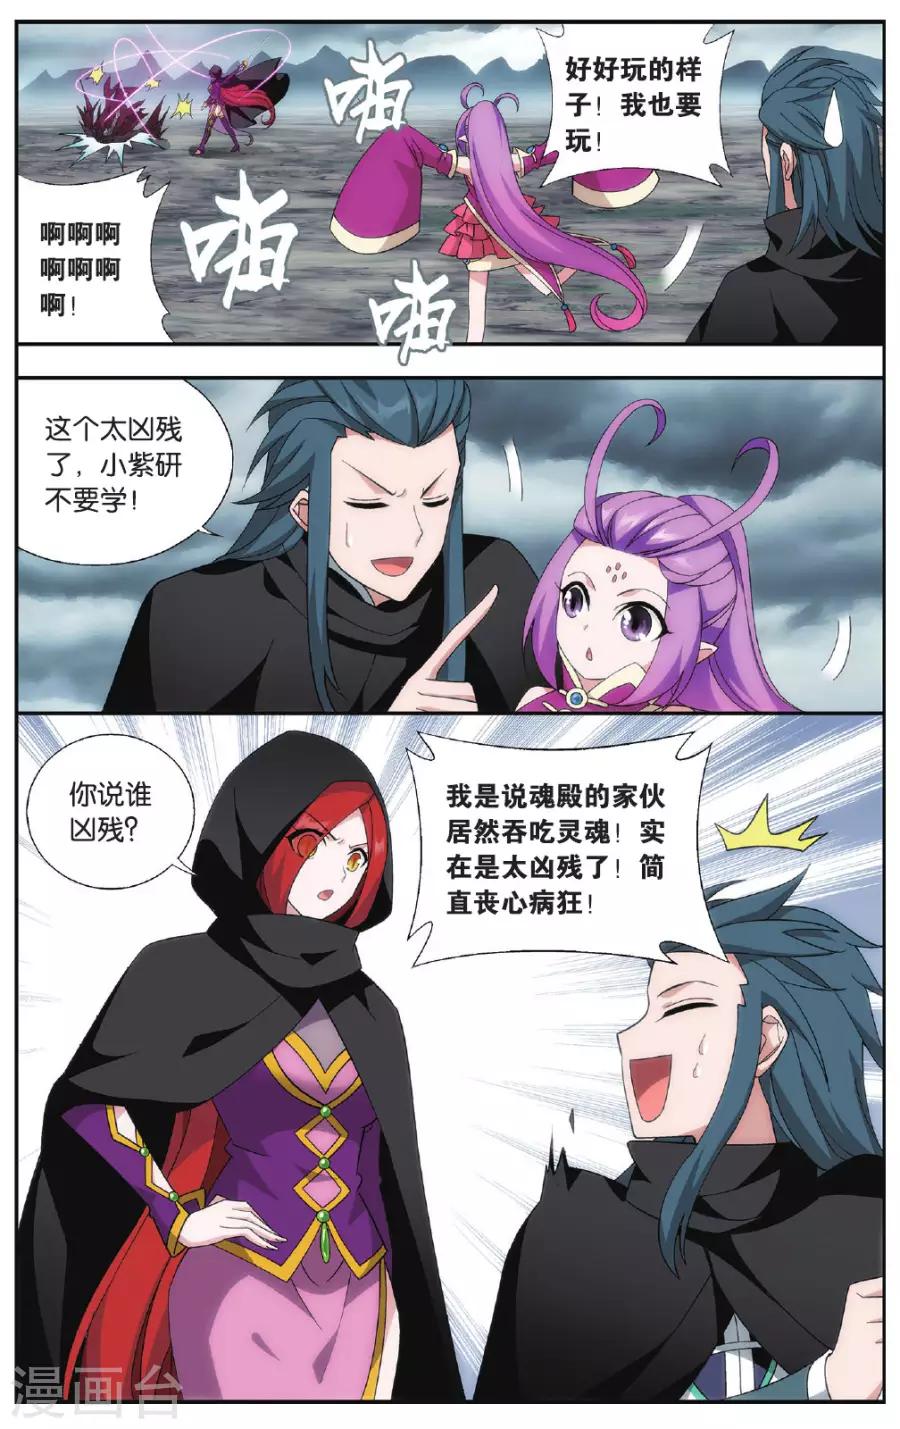 好好玩的样
子！我也要
玩！
啪
啪
啪
啊啊啊
啊啊啊
啊！
这个太凶残
了，小紫研
不要学！
你说谁
凶残？
我是说魂殿的家伙
居然吞吃灵魂！实
在是太凶残了！简
直丧心病狂！
漫画台